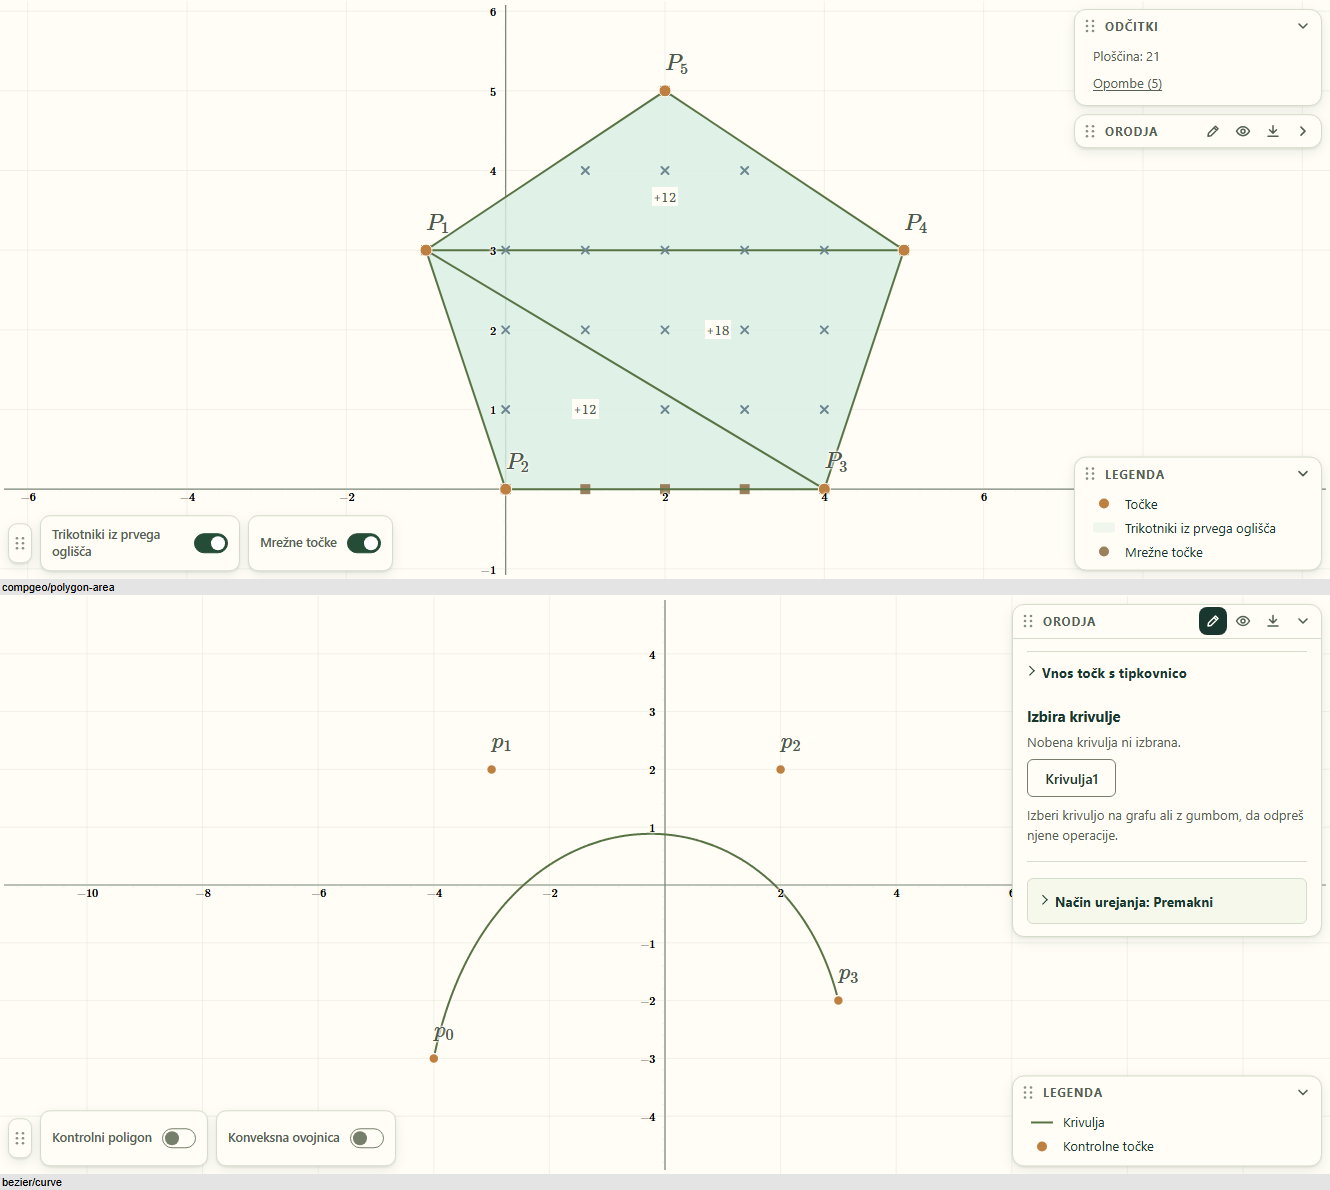 6
ODČITKI
Ploščina: 21
Opombe (5)
P5
5
ORODJA
4
+12
P1
P4
3
2
+18
1
+12
P2
P3
LEGENDA
−6
−4
−2
2
4
6
Točke
Trikotniki iz prvega oglišča
Mrežne točke
Trikotniki iz prvega
oglišča
Mrežne točke
−1
compgeo/polygon-area
ORODJA
4
Vnos točk s tipkovnico
3
Izbira krivulje
p1
p2
Nobena krivulja ni izbrana.
2
Krivulja1
1
Izberi krivuljo na grafu ali z gumbom, da odpreš
njene operacije.
−10
−8
−6
−4
−2
2
4
Način urejanja: Premakni
−1
p3
−2
p0
−3
LEGENDA
−4
Krivulja
Kontrolni poligon
Konveksna ovojnica
Kontrolne točke
bezier/curve